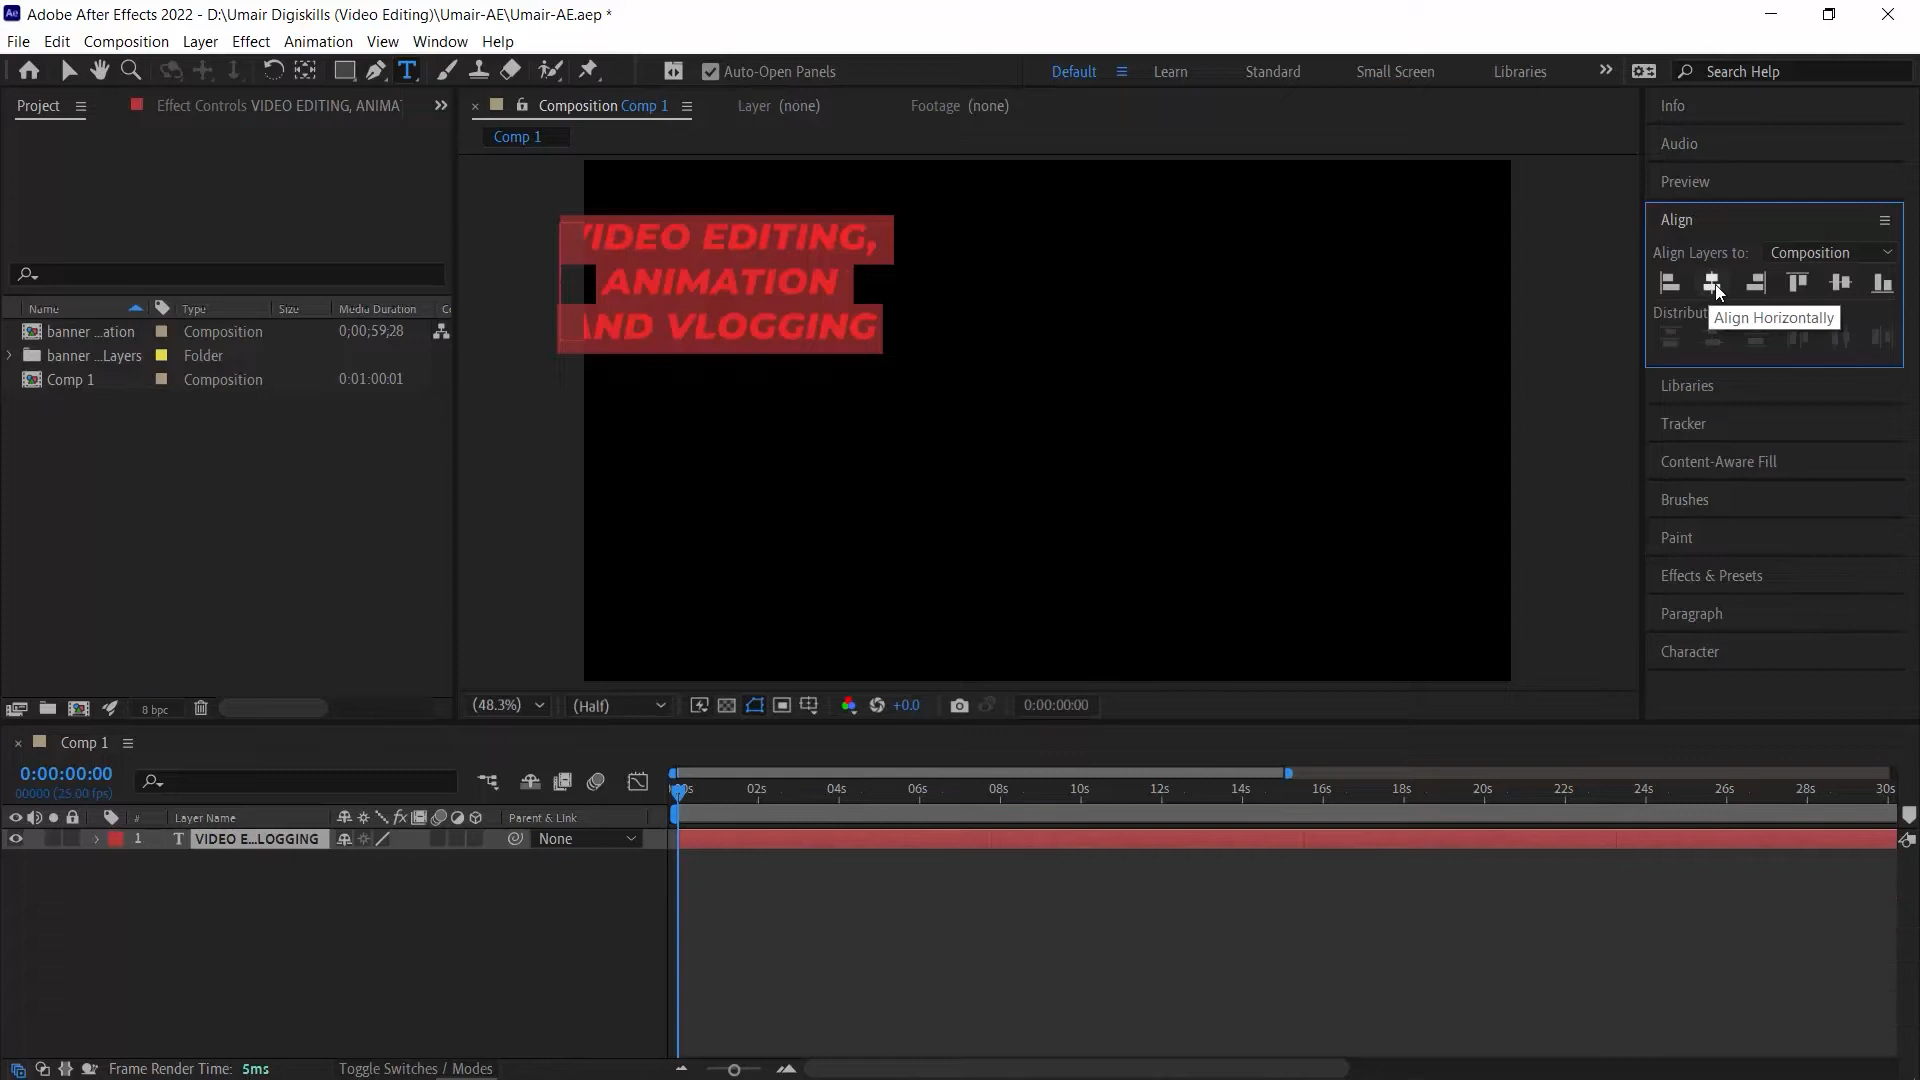 Adobe After Effects 2022 - D:\Umair Digiskills (Video Editing)\Umair-AE\Umair-AE.aep *
File Edit Composition Layer Effect Animation View Window Help
Auto-Open Panels
Default Learn Standard Small Screen Libraries Search Help
Project Effect Controls VIDEO EDITING, ANIMA
Composition Comp 1 Layer (none) Footage (none)
Comp 1
VIDEO EDITING,
ANIMATION
AND VLOGGING
Name Type Size Media Duration
banner ...ation Composition 0;00;59;28
banner ...Layers Folder
Comp 1 Composition 0:01:00:01
8 bpc
(48.3%) (Half) +0.0 0:00:00:00
Info
Audio
Preview
Align
Align Layers to: Composition
Distribut
Align Horizontally
Libraries
Tracker
Content-Aware Fill
Brushes
Paint
Effects & Presets
Paragraph
Character
Comp 1
0:00:00:00
00000 (25.00 fps)
02s 04s 06s 08s 10s 12s 14s 16s 18s 20s 22s 24s 26s 28s 30s
# Layer Name Parent & Link
1 T VIDEO E...LOGGING None
Frame Render Time: 5ms Toggle Switches / Modes